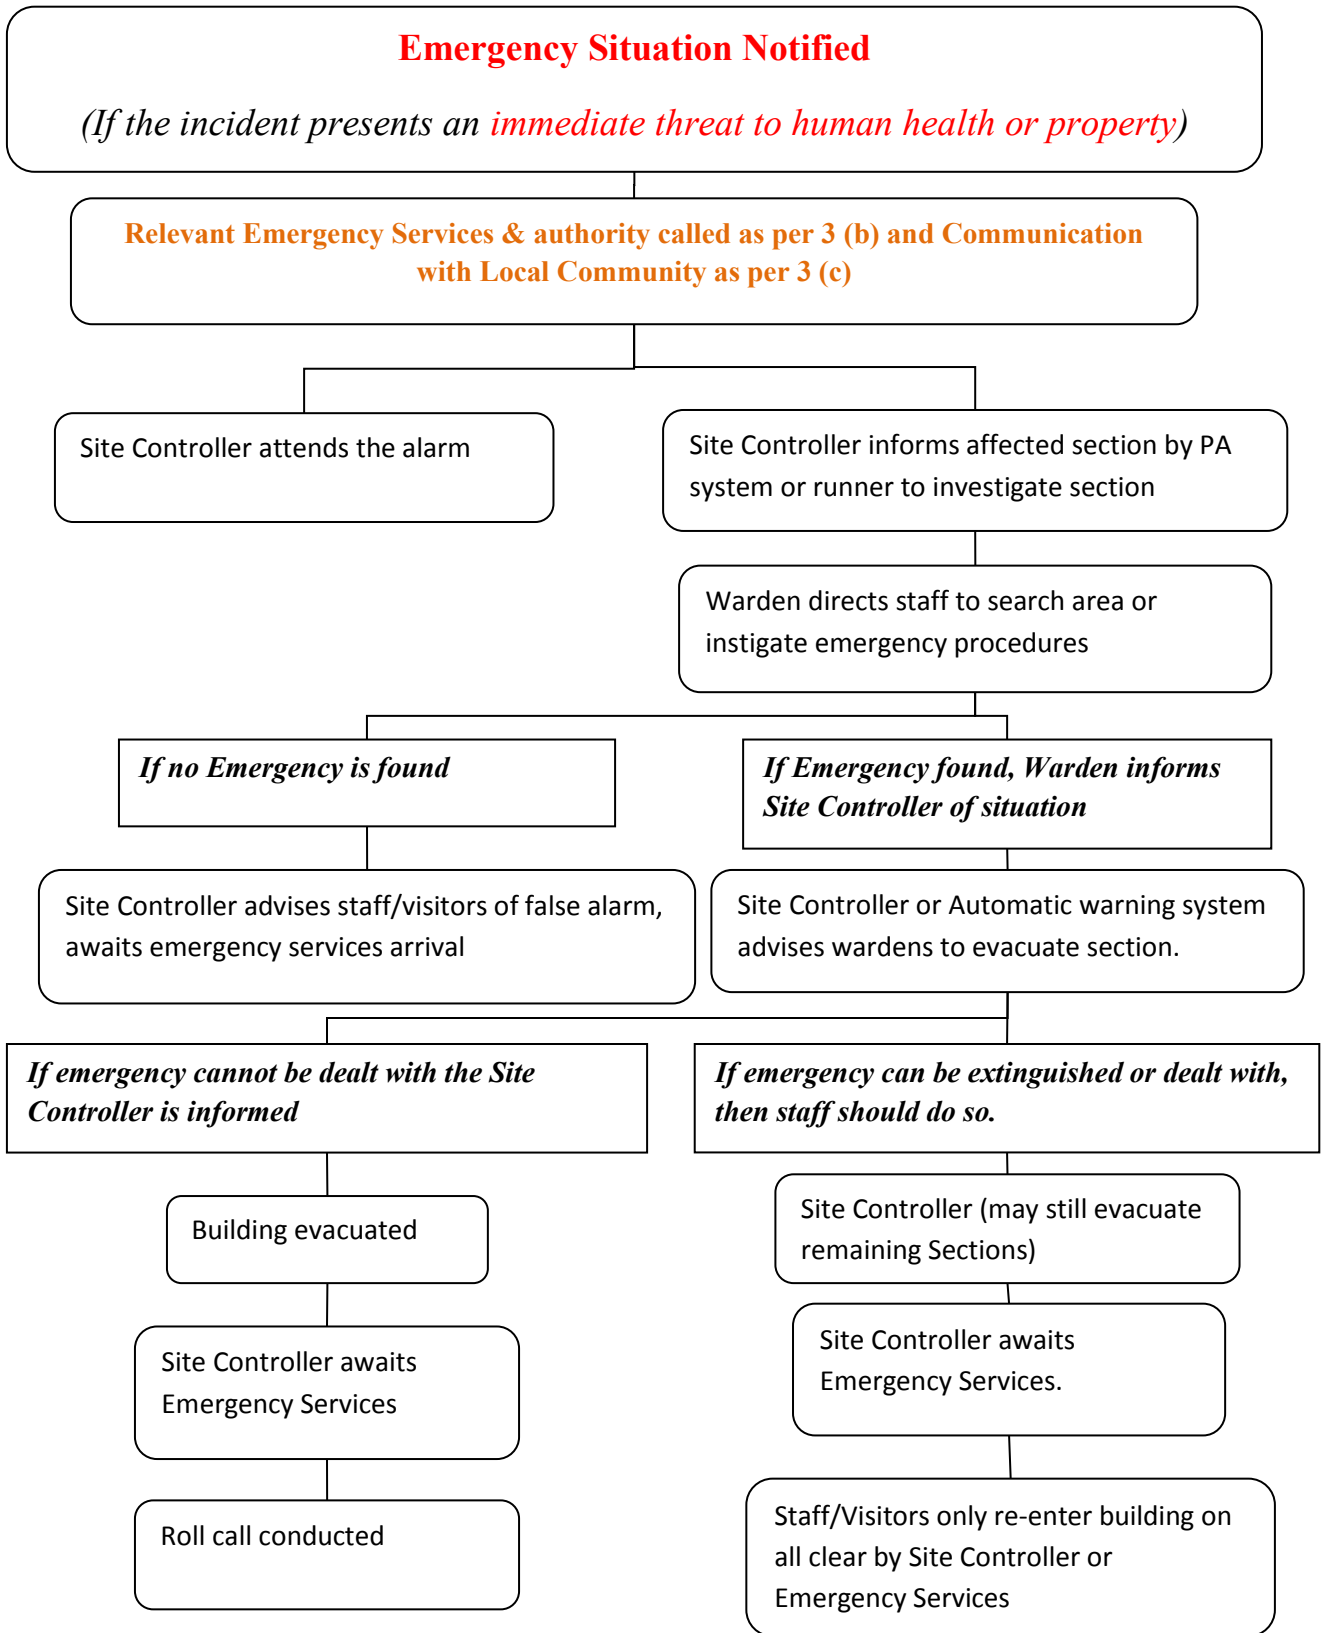 Emergency Situation Notified
(If the incident presents an immediate threat to human health or property)
Relevant Emergency Services & authority called as per 3 (b) and Communication
with Local Community as per 3 (c)
Site Controller attends the alarm
Site Controller informs affected section by PA
system or runner to investigate section
Warden directs staff to search area or
instigate emergency procedures
If no Emergency is found
If Emergency found, Warden informs
Site Controller of situation
Site Controller advises staff/visitors of false alarm,
awaits emergency services arrival
Site Controller or Automatic warning system
advises wardens to evacuate section.
If emergency cannot be dealt with the Site
Controller is informed
If emergency can be extinguished or dealt with,
then staff should do so.
Building evacuated
Site Controller (may still evacuate
remaining Sections)
Site Controller awaits
Emergency Services
Site Controller awaits
Emergency Services.
Roll call conducted
Staff/Visitors only re-enter building on
all clear by Site Controller or
Emergency Services